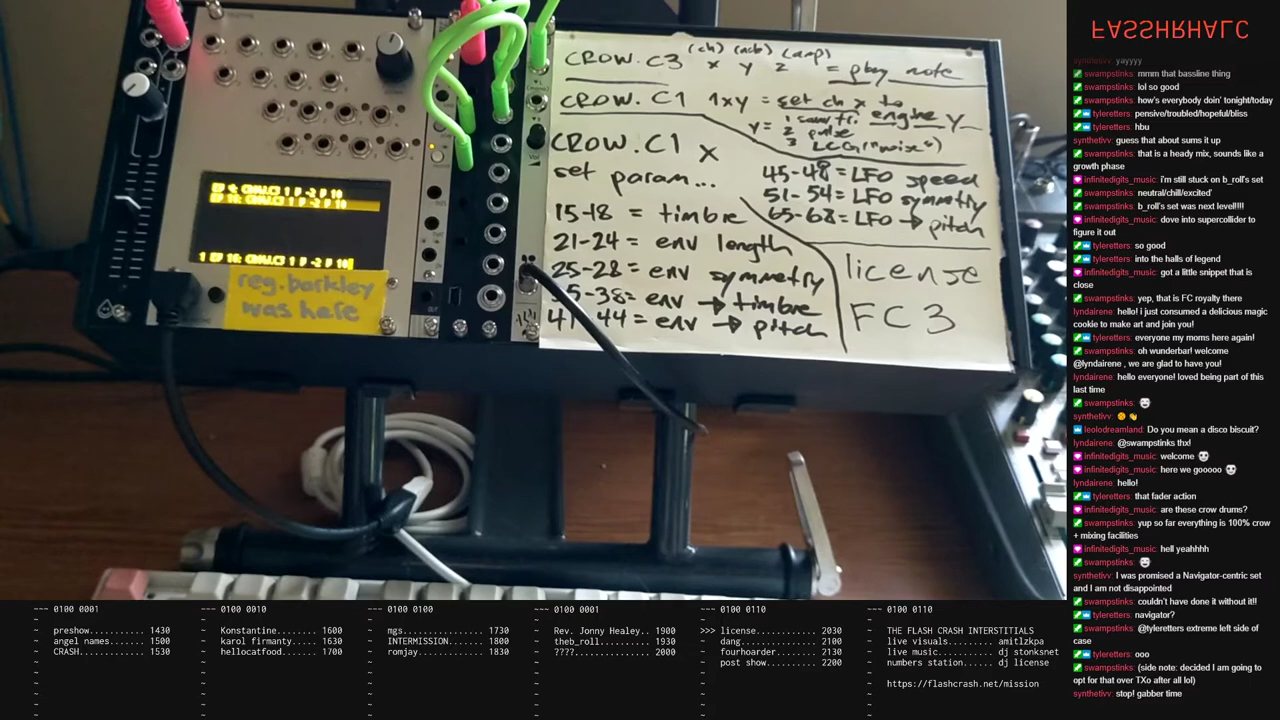 CROW.C3 (ch) x (nob) y (amp) z = play note
CROW.C1 1xy = set ch x to engine y
y= 1 saw/tri
2 pulse
3 LCG ("noise")
CROW.C1 x
set param...
15-18 = timbre
21-24 = env length
25-28 = env symmetry
35-38 = env → timbre
41-44 = env → pitch
45-48 = LFO speed
51-54 = LFO symmetry
65-68 = LFO → pitch
license
FC3
reg.barkley
was here
FASSHRHALC
synthetivv: yayyyy
swampstinks: mmm that bassline thing
swampstinks: lol so good
swampstinks: how's everybody doin' tonight/today
tyleretters: pensive/troubled/hopeful/bliss
tyleretters: hbu
synthetivv: guess that about sums it up
swampstinks: that is a heady mix, sounds like a
growth phase
infinitedigits_music: i'm still stuck on b_roll's set
swampstinks: neutral/chill/excited'
swampstinks: b_roll's set was next level!!!!
infinitedigits_music: dove into supercollider to
figure it out
tyleretters: so good
tyleretters: into the halls of legend
infinitedigits_music: got a little snippet that is
close
swampstinks: yep, that is FC royalty there
lyndairene: hello! i just consumed a delicious magic
cookie to make art and join you!
tyleretters: everyone my moms here again!
swampstinks: oh wunderbar! welcome
@lyndairene , we are glad to have you!
lyndairene: hello everyone! loved being part of this
last time
swampstinks:
synthetivv:
leolodreamland: Do you mean a disco biscuit?
lyndairene: @swampstinks thx!
infinitedigits_music: welcome
infinitedigits_music: here we gooooo
lyndairene: hello!
tyleretters: that fader action
infinitedigits_music: are these crow drums?
swampstinks: yup so far everything is 100% crow
+ mixing facilities
infinitedigits_music: hell yeahhhh
swampstinks:
synthetivv: I was promised a Navigator-centric set
and I am not disappointed
swampstinks: couldn't have done it without it!!
tyleretters: navigator?
swampstinks: @tyleretters extreme left side of
case
tyleretters: ooo
swampstinks: (side note: decided I am going to
opt for that over TXo after all lol)
synthetivv: stop! gabber time
~~~ 0100 0001
preshow.......... 1430
angel names...... 1500
CRASH............ 1530
~~~ 0100 0010
Konstantine...... 1600
karol firmanty... 1630
hellocatfood..... 1700
~~~ 0100 0100
mgs.............. 1730
INTERMISSION..... 1800
romjay........... 1830
~~~ 0100 0001
Rev. Jonny Healey.. 1900
theb_roll........ 1930
????............. 2000
~~~ 0100 0110
>>> license.......... 2030
dang............. 2100
fourhoarder...... 2130
post show........ 2200
~~~ 0100 0110
THE FLASH CRASH INTERSTITIALS
live visuals..... amitlzkpa
live music....... dj stonksnet
numbers station.. dj license
https://flashcrash.net/mission